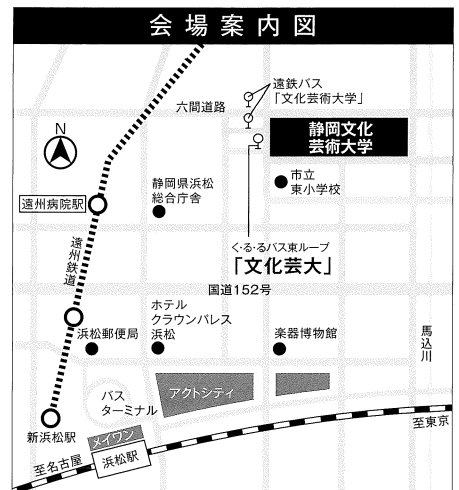 会場案内図
遠鉄バス
「文化芸術大学」
六間道路
N
静岡文化
芸術大学
静岡県浜松
総合庁舎
市立
東小学校
遠州病院駅
く・る・るバス東ループ
「文化芸大」
遠州鉄道
国道152号
ホテル
クラウンパレス
浜松
浜松郵便局
楽器博物館
馬込川
アクトシティ
バス
ターミナル
新浜松駅
メイワン
至東京
至名古屋
浜松駅